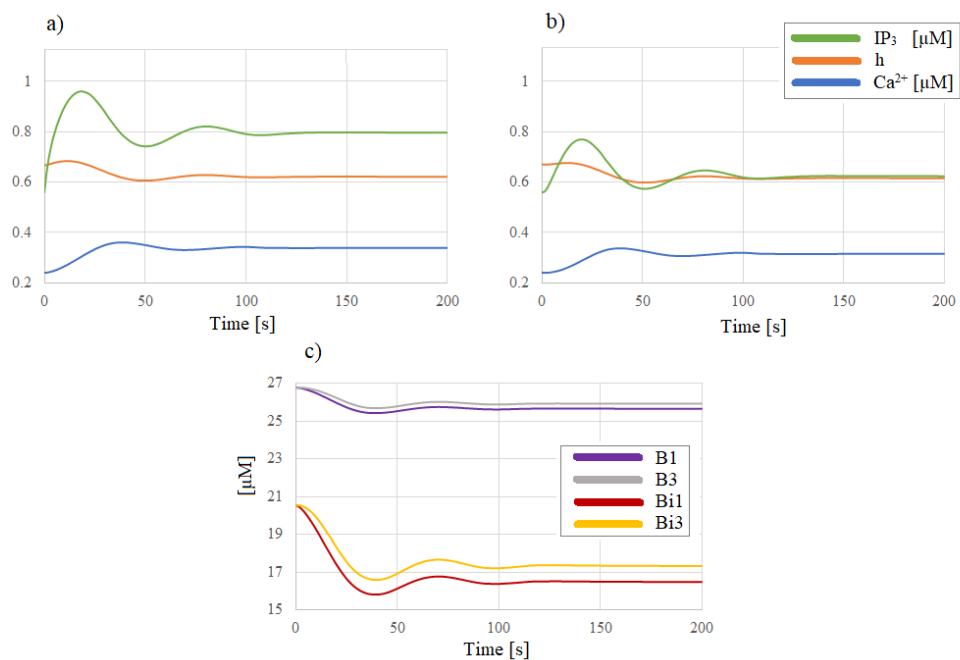 a)
1
0.8
0.6
0.4
0.2
0 50 100 150 200
Time [s]
b)
IP₃ [μM]
h
Ca²⁺ [μM]
1
0.8
0.6
0.4
0.2
0 50 100 150 200
Time [s]
c)
[μM]
27
25
23
21
19
17
15
B1
B3
Bi1
Bi3
0 50 100 150 200
Time [s]